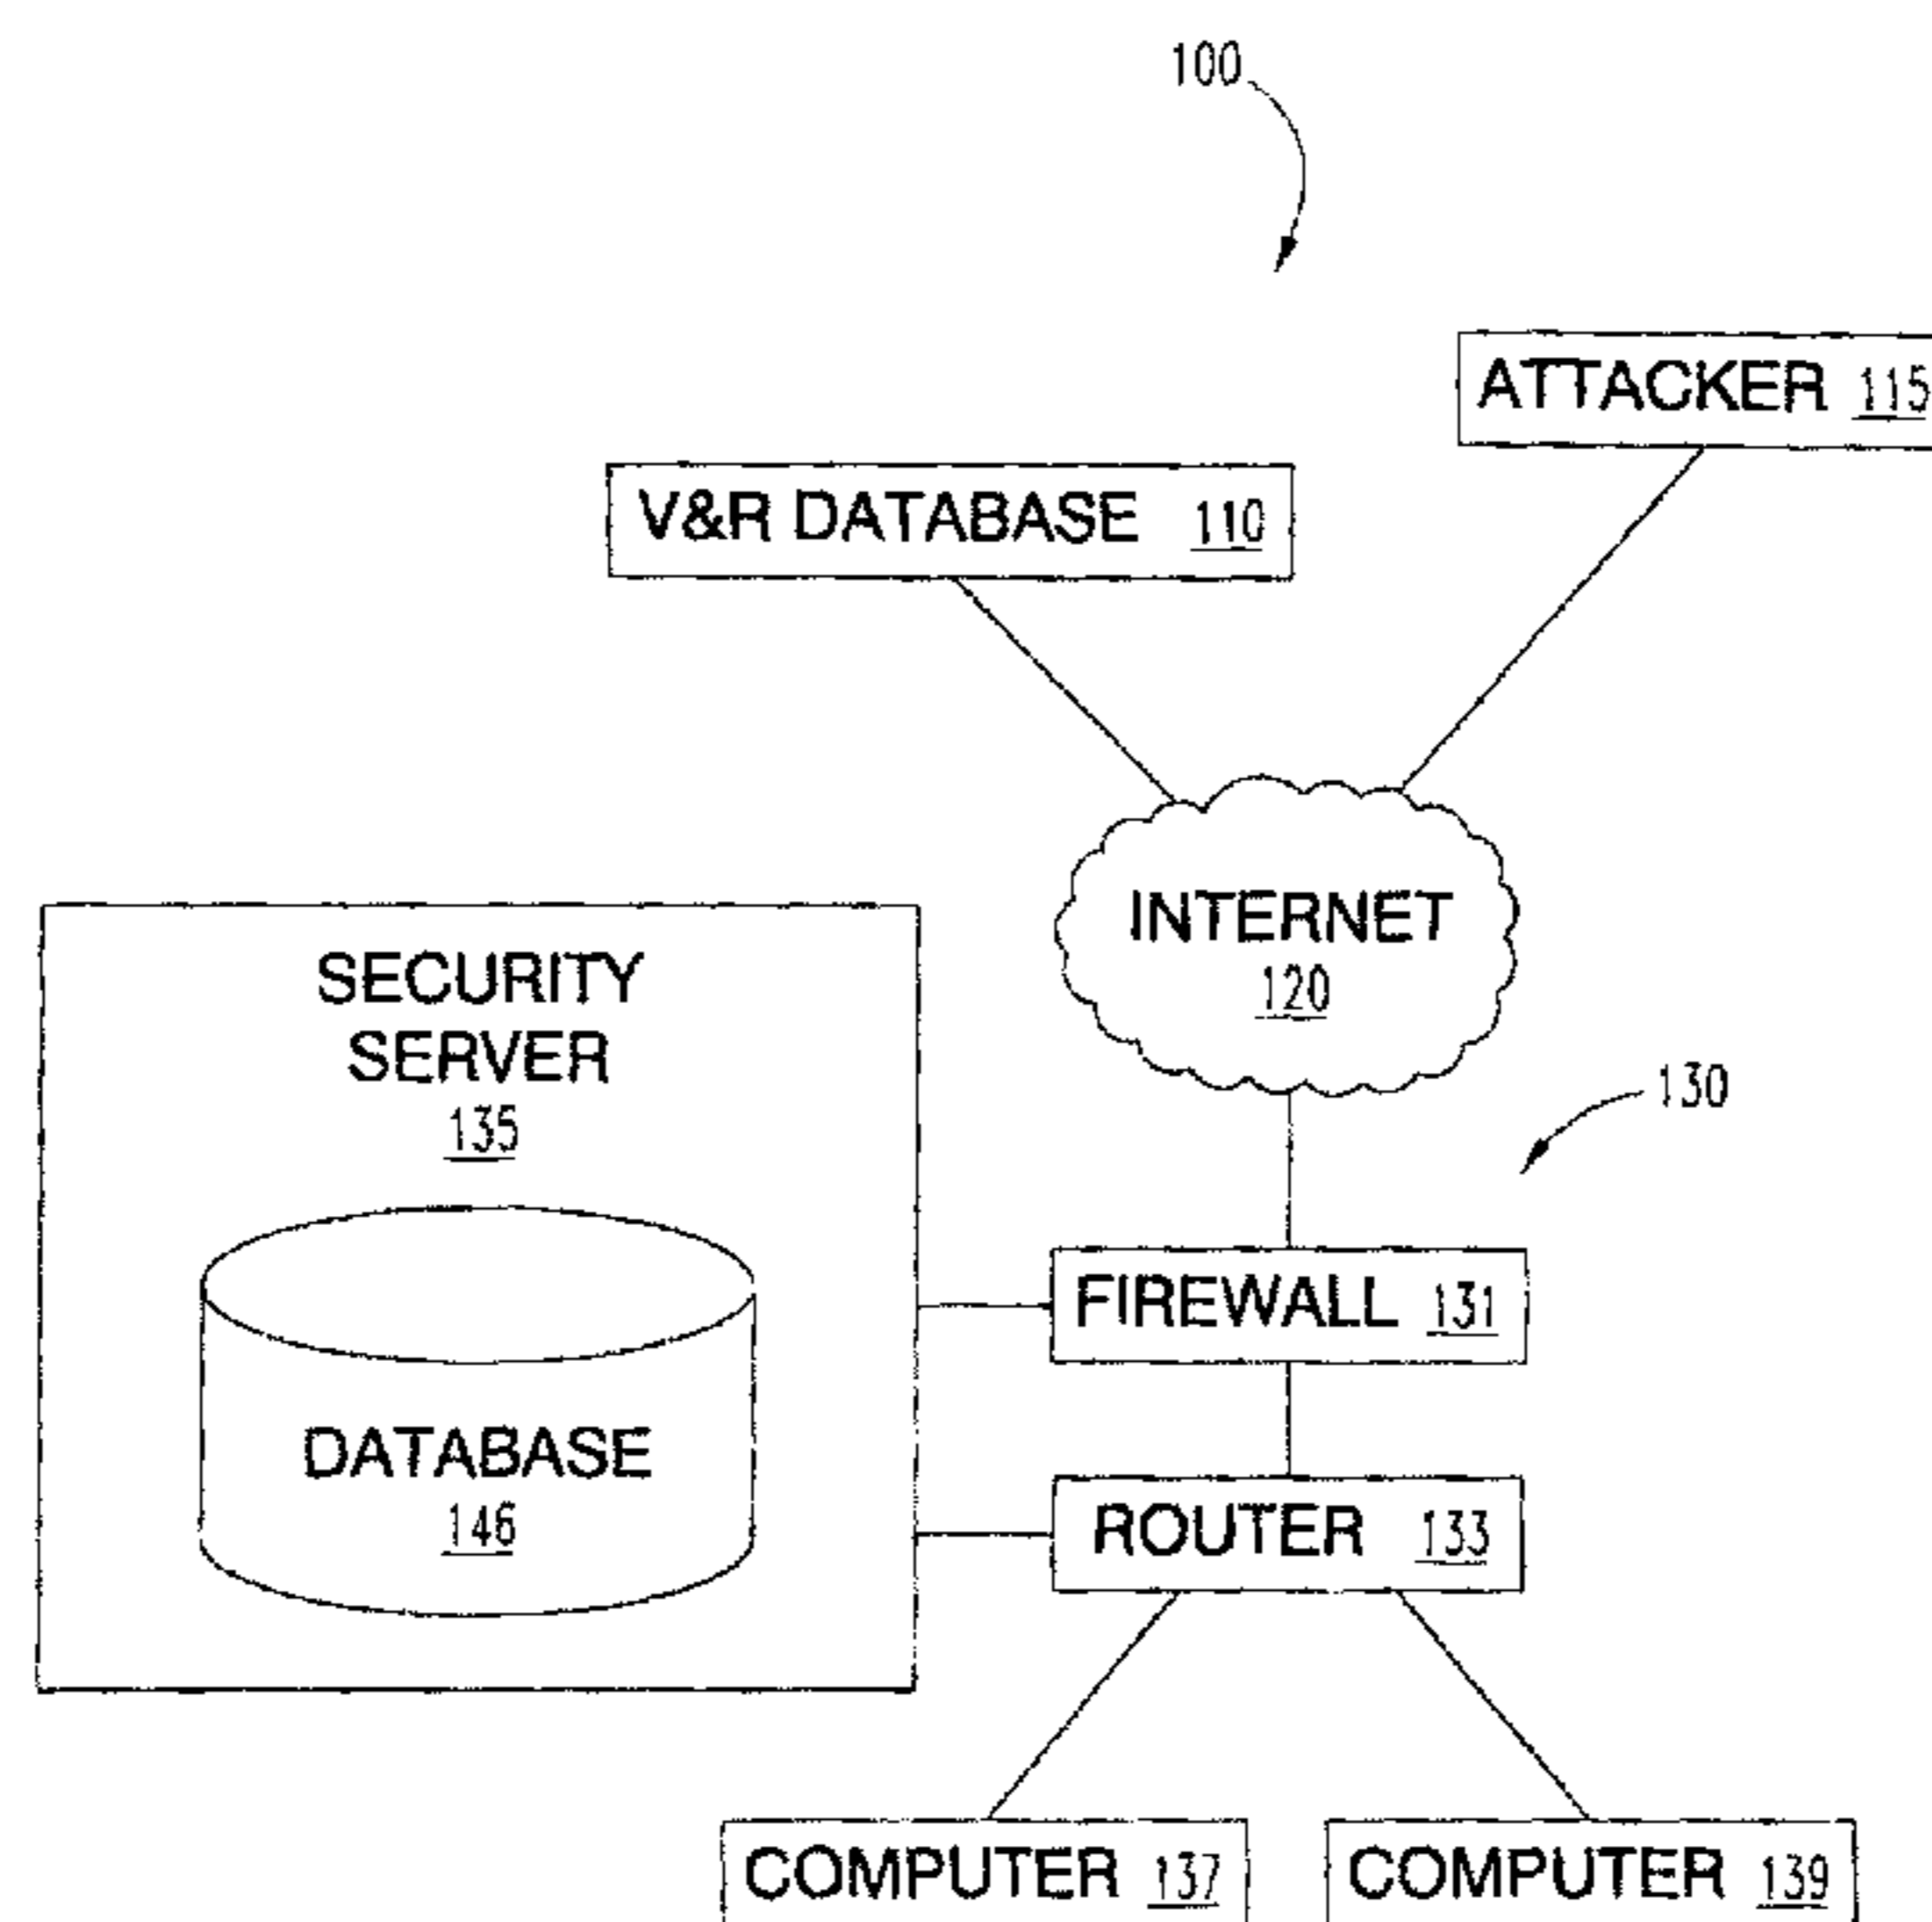 100
ATTACKER 115
V&R DATABASE 110
INTERNET
120
SECURITY
SERVER
135
130
FIREWALL 131
DATABASE
146
ROUTER 133
COMPUTER 137
COMPUTER 139